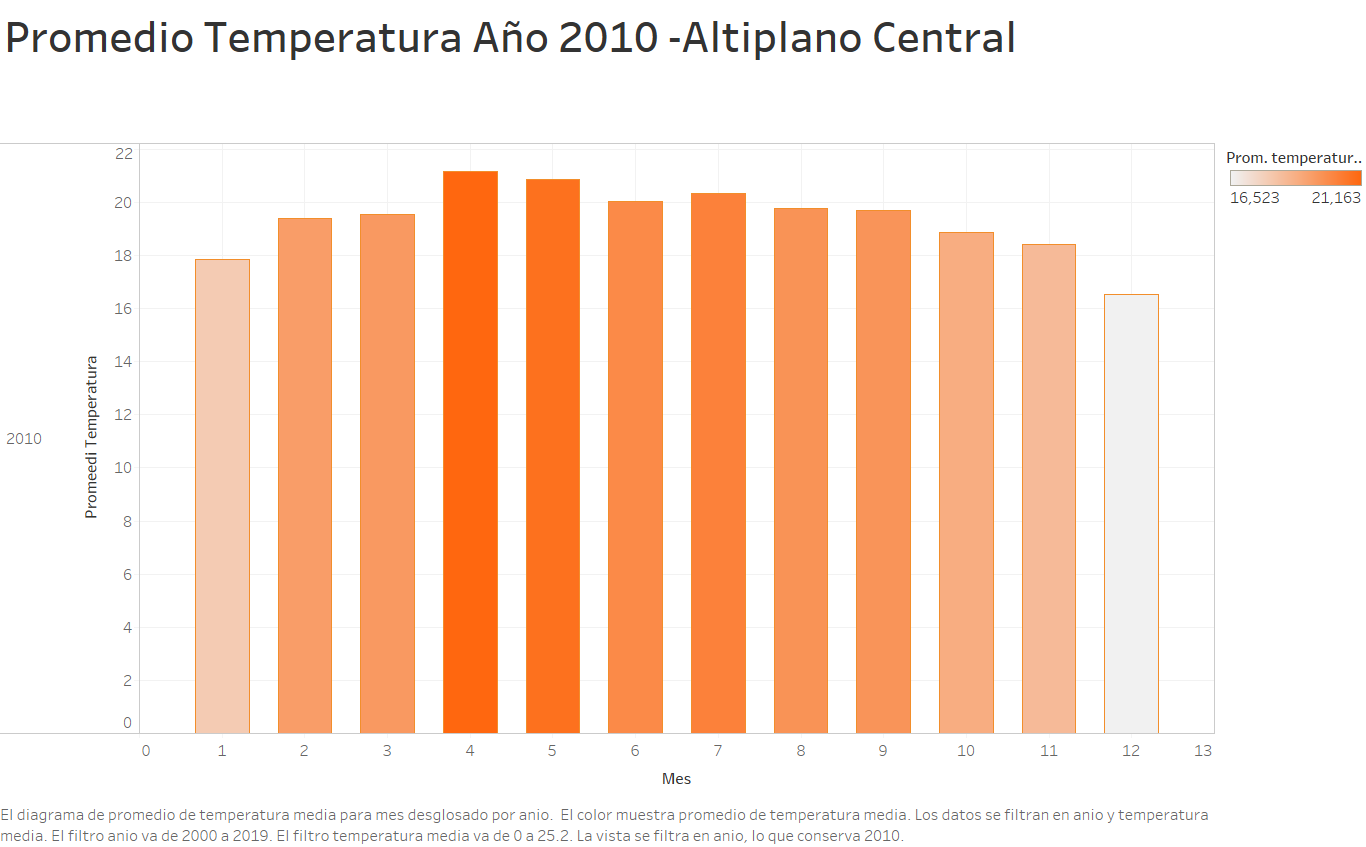 Promedio Temperatura Año 2010 -Altiplano Central
Prom. temperatur..
16,523 21,163
22
20
18
16
14
12
10
8
6
4
2
0
Promeedi Temperatura
2010
0 1 2 3 4 5 6 7 8 9 10 11 12 13
Mes
El diagrama de promedio de temperatura media para mes desglosado por anio.  El color muestra promedio de temperatura media. Los datos se filtran en anio y temperatura
media. El filtro anio va de 2000 a 2019. El filtro temperatura media va de 0 a 25.2. La vista se filtra en anio, lo que conserva 2010.